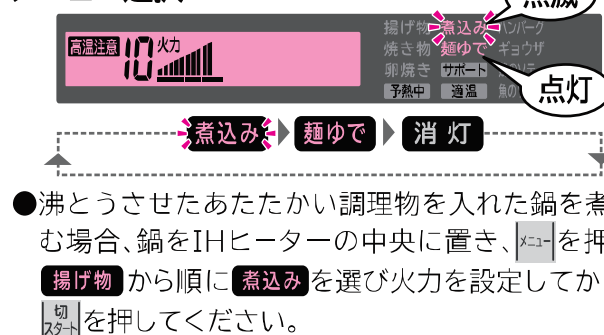 点滅
高温注意 10 火力
揚げ物 煮込み ハンバーグ
焼き物 麺ゆで ギョウザ
卵焼き サポート
予熱中 適温 魚の
点灯
煮込み 麺ゆで 消灯
●沸とうさせたあたたかい調理物を入れた鍋を煮
む場合、鍋をIHヒーターの中央に置き、メニューを押
揚げ物から順に煮込みを選び火力を設定してか
切スタートを押してください。